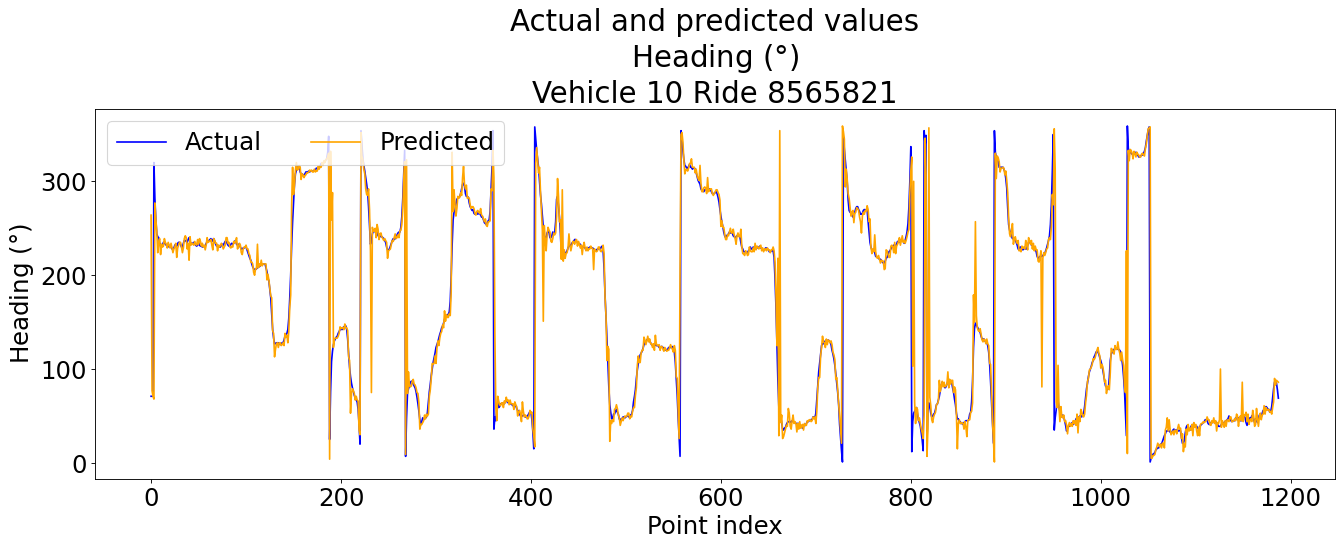 Actual and predicted values
Heading (°)
Vehicle 10 Ride 8565821
Actual Predicted
300
200
100
0
Heading (°)
0 200 400 600 800 1000 1200
Point index